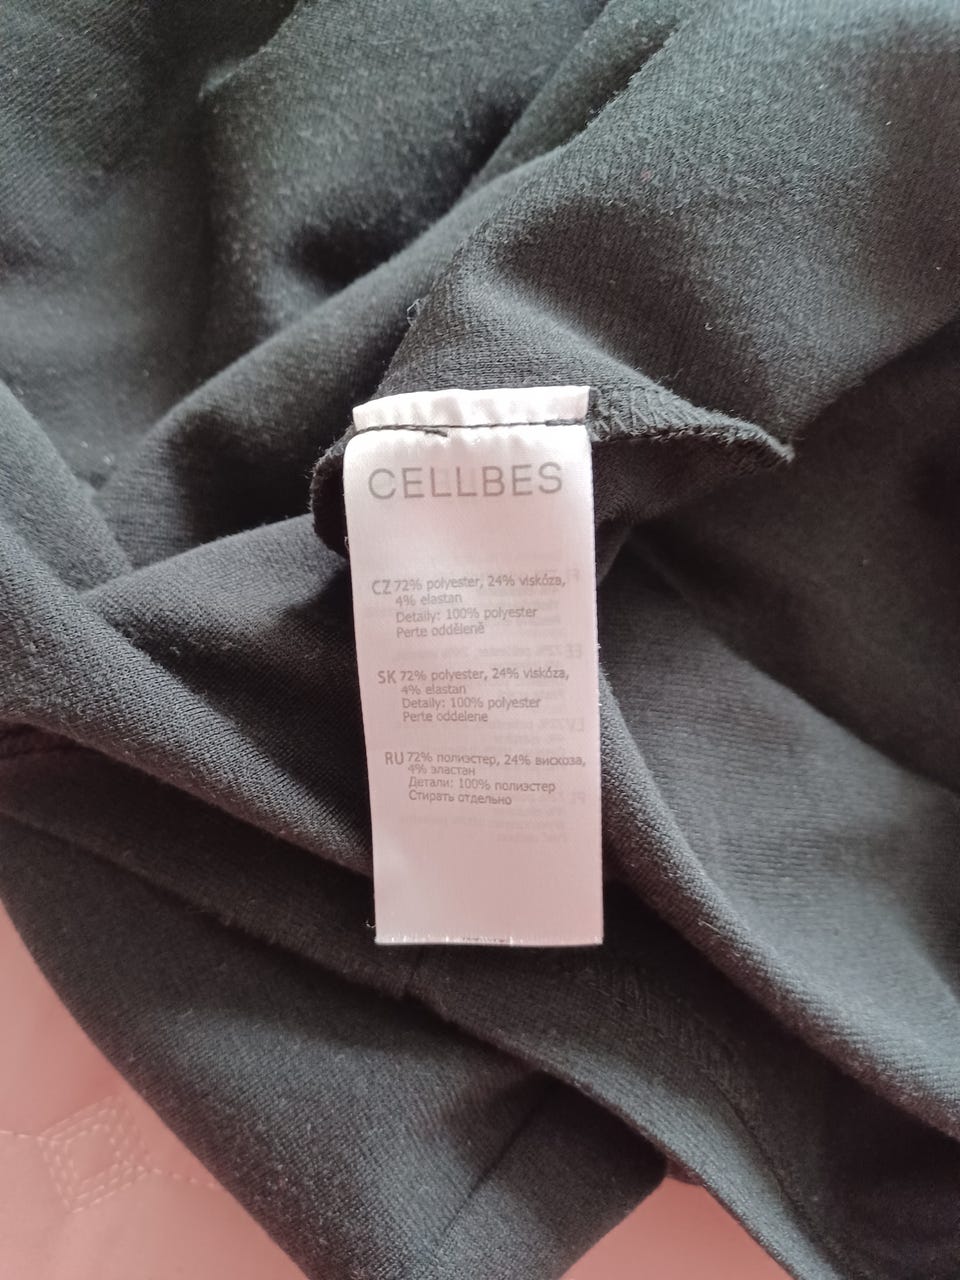 CELLBES
CZ 72% polyester, 24% viskóza,
4% elastan
Detaily: 100% polyester
Perte odděleně
SK 72% polyester, 24% viskóza,
4% elastan
Detaily: 100% polyester
Perte oddelene
RU 72% полиэстер, 24% вискоза,
4% эластан
Детали: 100% полиэстер
Стирать отдельно